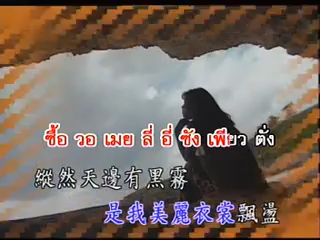 ซื้อ วอ เมย ลี่ อี่ ซัง เพียว ตั่ง
縱然天邊有黑霧
是我美麗衣裳飄盪